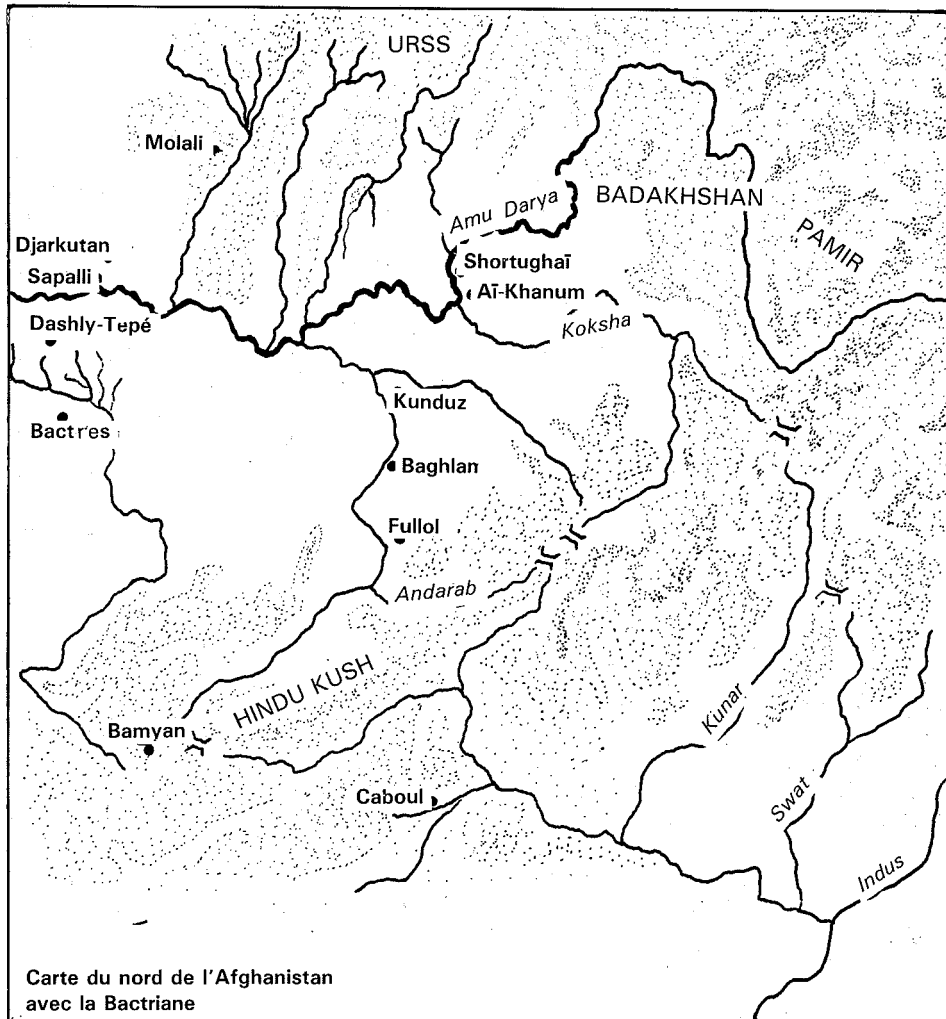 URSS
Molali
Amu Darya
BADAKHSHAN
PAMIR
Djarkutan
Sapalli
Shortughaï
Aï-Khanum
Dashly-Tepé
Koksha
Kunduz
Bactres
Baghlan
Fullol
Andarab
HINDU KUSH
Kunar
Bamyan
Caboul
Swat
Indus
Carte du nord de l'Afghanistan
avec la Bactriane